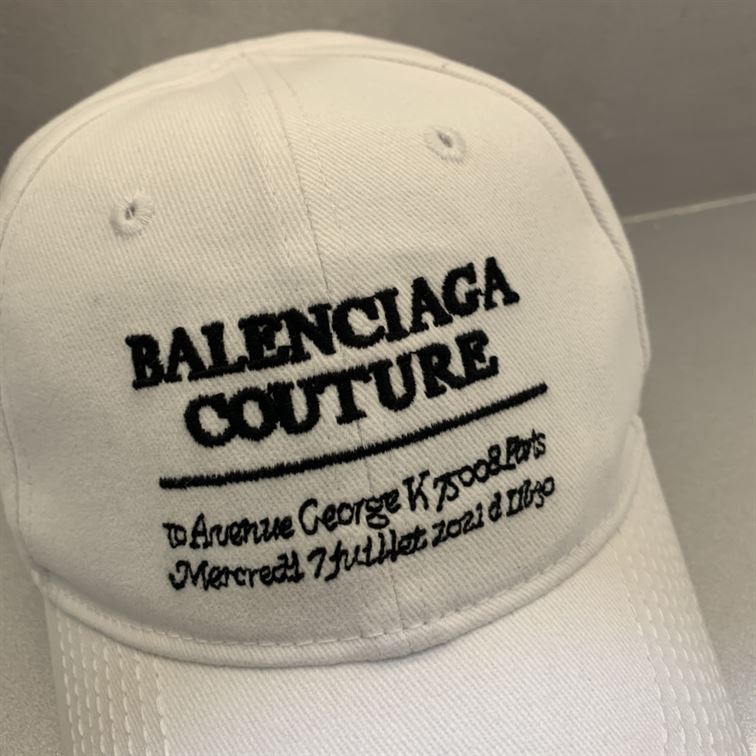 BALENCIAGA
COUTURE
10 Avenue George V 75008 Paris
Mercredi 7 Juillet 2021 à 11h30